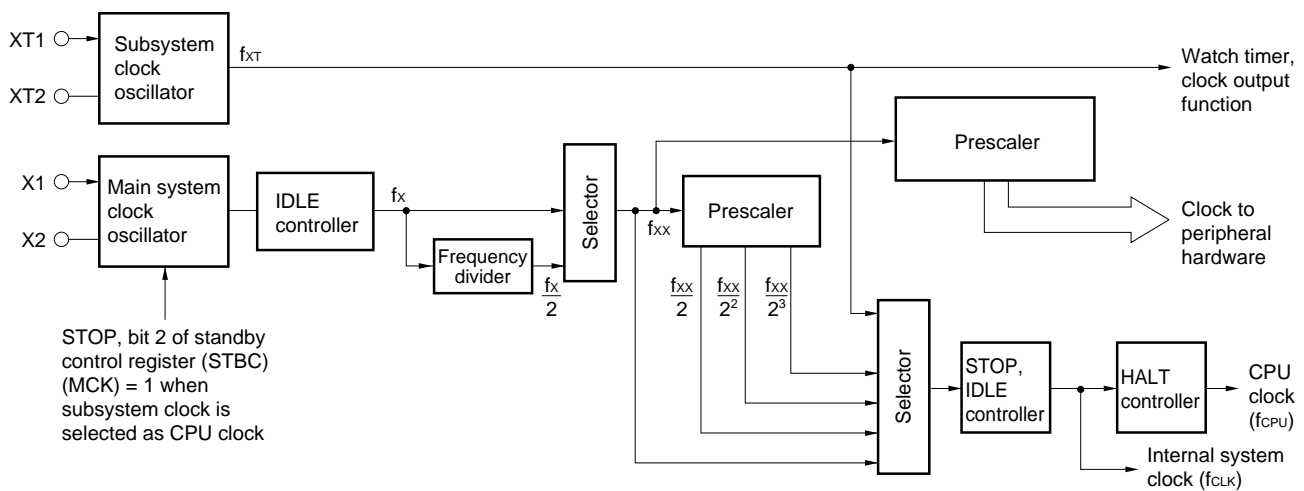 XT1
XT2
Subsystem
clock
oscillator
fXT
Watch timer,
clock output
function
X1
X2
Main system
clock
oscillator
IDLE
controller
fX
Frequency
divider
fX
2
Selector
fXX
Prescaler
Prescaler
Clock to
peripheral
hardware
fXX
2
fXX
2²
fXX
2³
STOP, bit 2 of standby
control register (STBC)
(MCK) = 1 when
subsystem clock is
selected as CPU clock
Selector
STOP,
IDLE
controller
HALT
controller
CPU
clock
(fCPU)
Internal system
clock (fCLK)